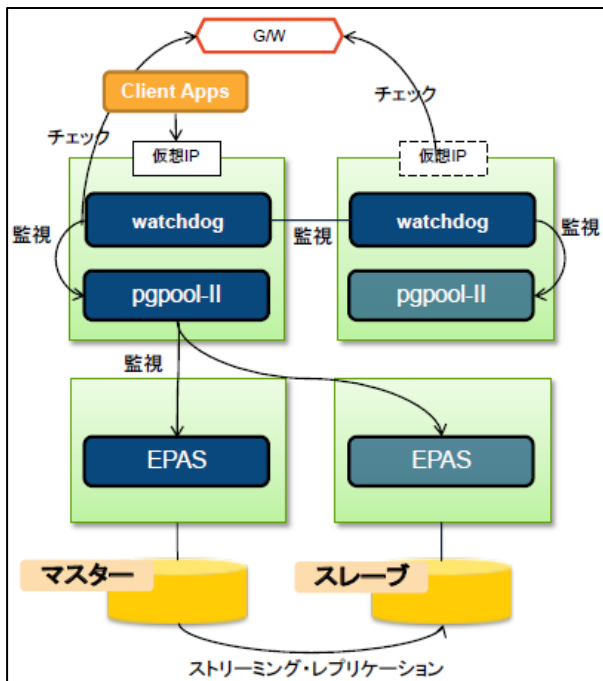 G/W
Client Apps
チェック
チェック
仮想IP
仮想IP
watchdog
watchdog
監視
監視
監視
pgpool-II
pgpool-II
監視
EPAS
EPAS
マスター
スレーブ
ストリーミング・レプリケーション